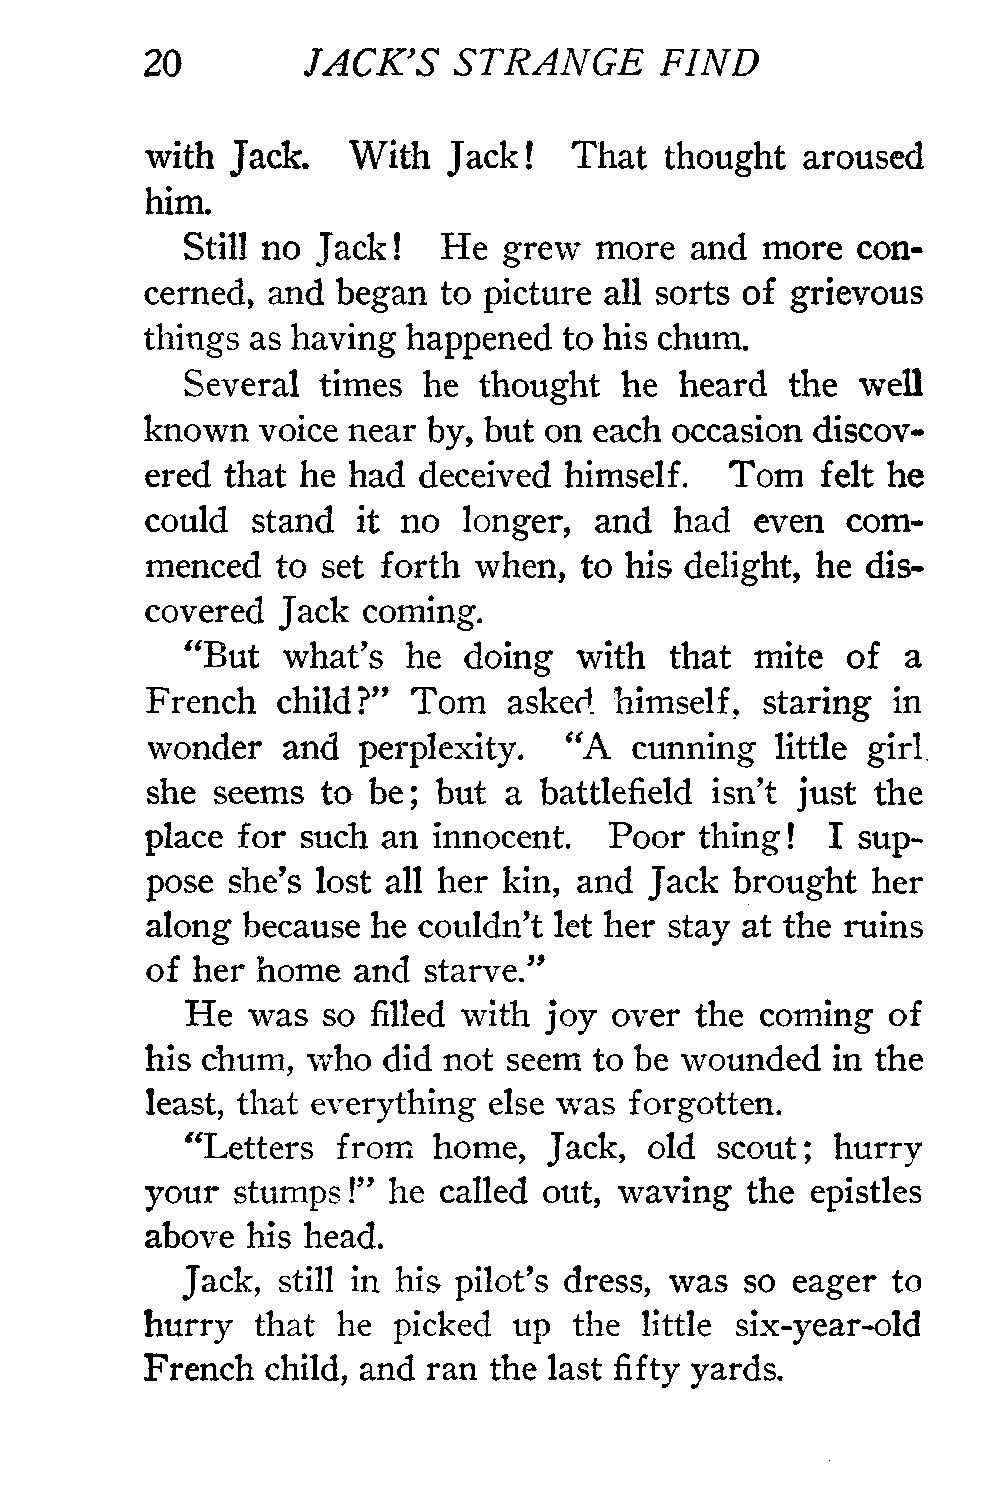 20 JACK'S STRANGE FIND
with Jack. With Jack! That thought aroused
him.
Still no Jack! He grew more and more con-
cerned, and began to picture all sorts of grievous
things as having happened to his chum.
Several times he thought he heard the well
known voice near by, but on each occasion discov-
ered that he had deceived himself. Tom felt he
could stand it no longer, and had even com-
menced to set forth when, to his delight, he dis-
covered Jack coming.
"But what's he doing with that mite of a
French child?" Tom asked himself, staring in
wonder and perplexity. "A cunning little girl
she seems to be; but a battlefield isn't just the
place for such an innocent. Poor thing! I sup-
pose she's lost all her kin, and Jack brought her
along because he couldn't let her stay at the ruins
of her home and starve."
He was so filled with joy over the coming of
his chum, who did not seem to be wounded in the
least, that everything else was forgotten.
"Letters from home, Jack, old scout; hurry
your stumps!" he called out, waving the epistles
above his head.
Jack, still in his pilot's dress, was so eager to
hurry that he picked up the little six-year-old
French child, and ran the last fifty yards.